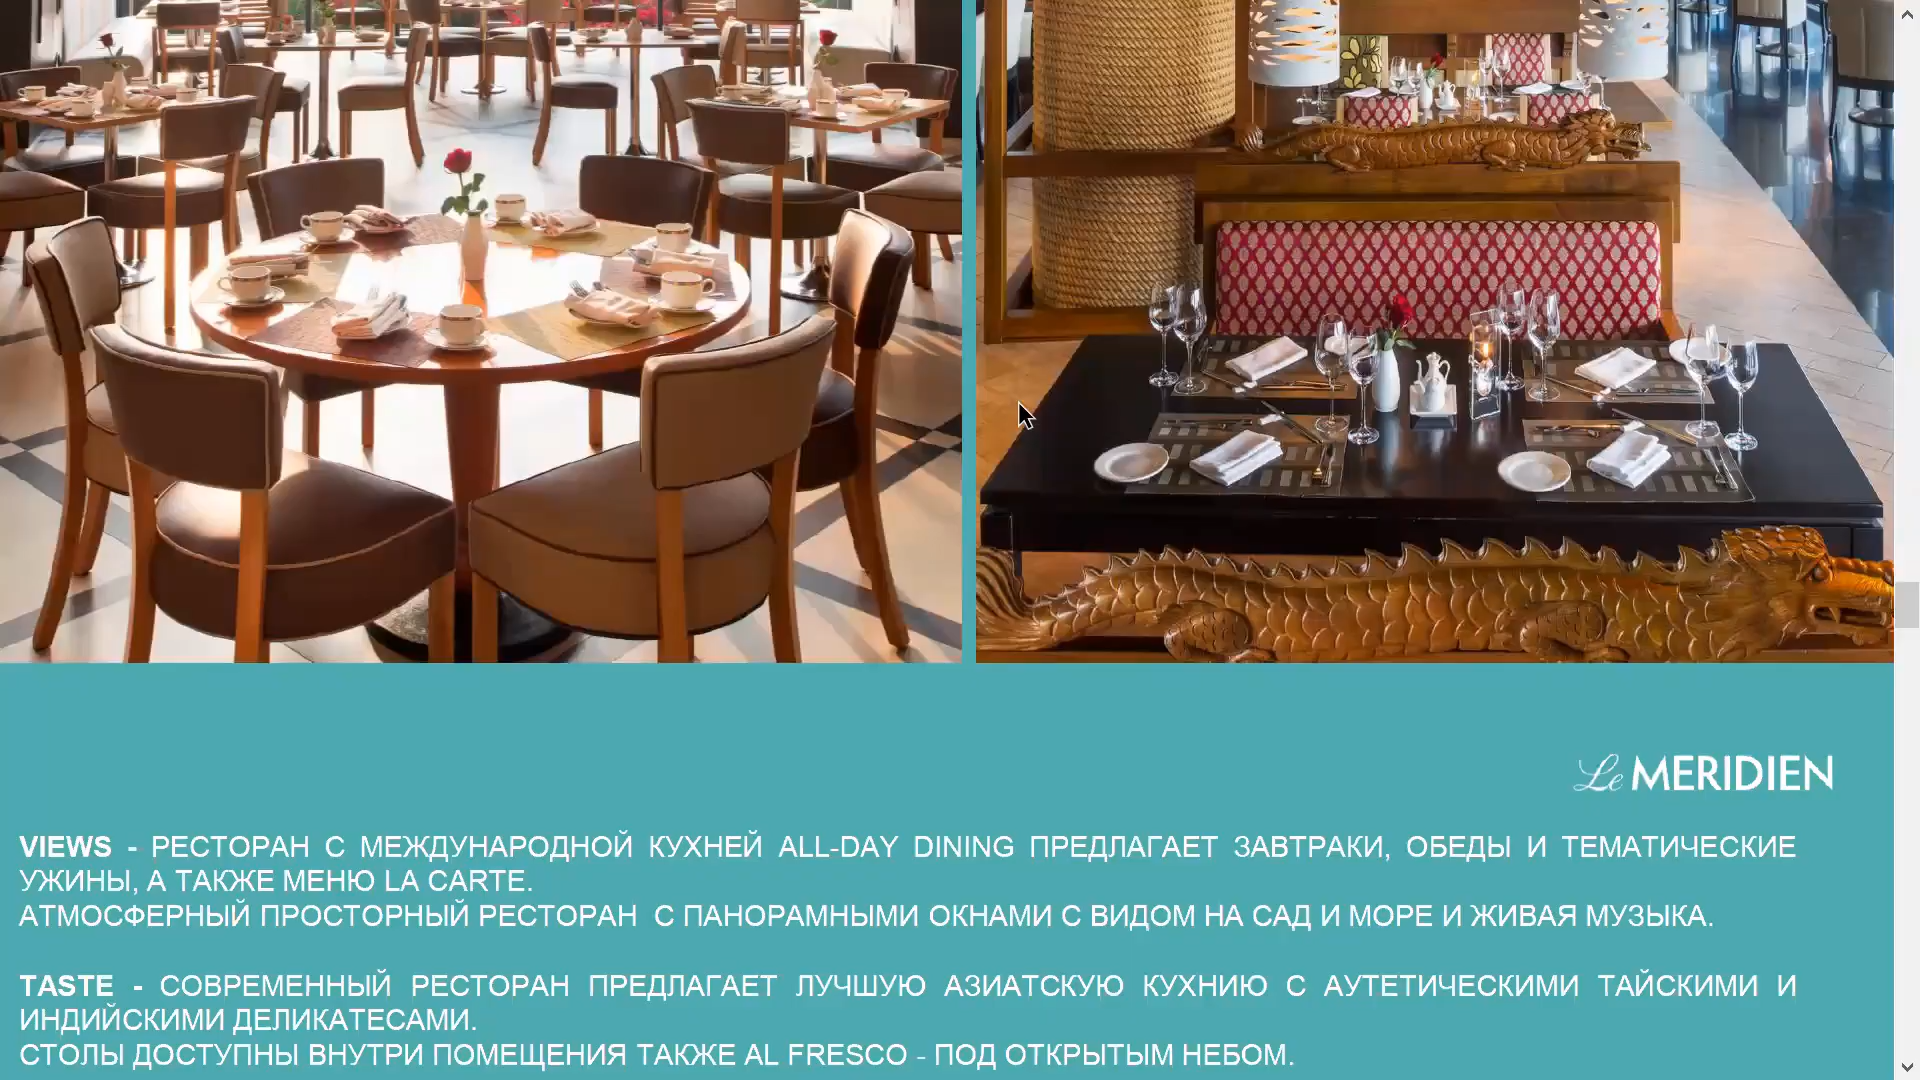 Le MERIDIEN
VIEWS - РЕСТОРАН С МЕЖДУНАРОДНОЙ КУХНЕЙ ALL-DAY DINING ПРЕДЛАГАЕТ ЗАВТРАКИ, ОБЕДЫ И ТЕМАТИЧЕСКИЕ
УЖИНЫ, А ТАКЖЕ МЕНЮ LA CARTE.
АТМОСФЕРНЫЙ ПРОСТОРНЫЙ РЕСТОРАН С ПАНОРАМНЫМИ ОКНАМИ С ВИДОМ НА САД И МОРЕ И ЖИВАЯ МУЗЫКА.
TASTE - СОВРЕМЕННЫЙ РЕСТОРАН ПРЕДЛАГАЕТ ЛУЧШУЮ АЗИАТСКУЮ КУХНИЮ С АУТЕТИЧЕСКИМИ ТАЙСКИМИ И
ИНДИЙСКИМИ ДЕЛИКАТЕСАМИ.
СТОЛЫ ДОСТУПНЫ ВНУТРИ ПОМЕЩЕНИЯ ТАКЖЕ AL FRESCO - ПОД ОТКРЫТЫМ НЕБОМ.